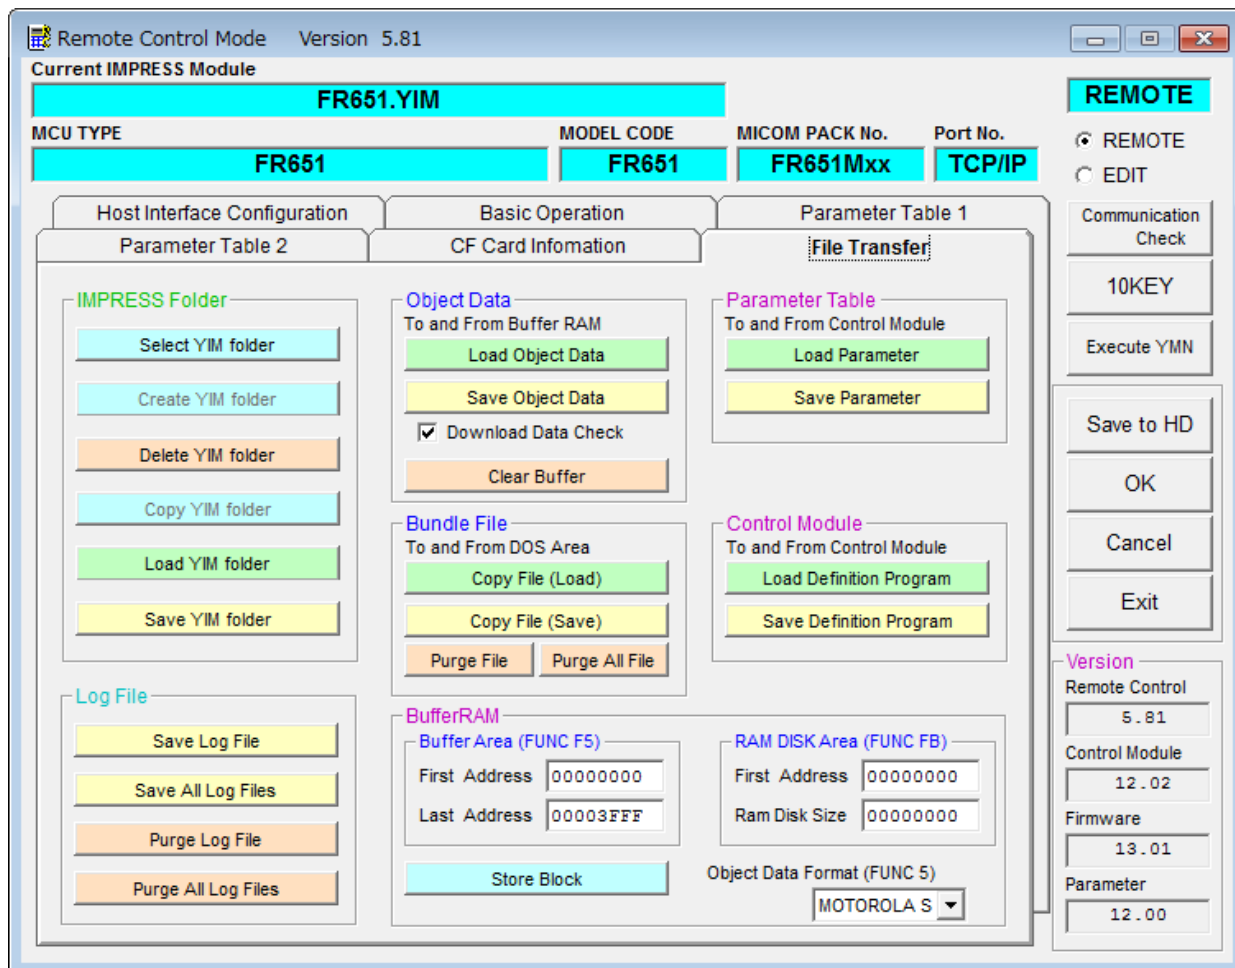 Remote Control Mode Version 5.81
Current IMPRESS Module
FR651.YIM
REMOTE
MCU TYPE
MODEL CODE
MICOM PACK No.
Port No.
FR651
FR651
FR651Mxx
TCP/IP
REMOTE
EDIT
Host Interface Configuration
Basic Operation
Parameter Table 1
Parameter Table 2
CF Card Infomation
File Transfer
Communication
Check
10KEY
Execute YMN
Save to HD
OK
Cancel
Exit
IMPRESS Folder
Select YIM folder
Create YIM folder
Delete YIM folder
Copy YIM folder
Load YIM folder
Save YIM folder
Log File
Save Log File
Save All Log Files
Purge Log File
Purge All Log Files
Object Data
To and From Buffer RAM
Load Object Data
Save Object Data
Download Data Check
Clear Buffer
Bundle File
To and From DOS Area
Copy File (Load)
Copy File (Save)
Purge File
Purge All File
Parameter Table
To and From Control Module
Load Parameter
Save Parameter
Control Module
To and From Control Module
Load Definition Program
Save Definition Program
BufferRAM
Buffer Area (FUNC F5)
First Address 00000000
Last Address 00003FFF
RAM DISK Area (FUNC FB)
First Address 00000000
Ram Disk Size 00000000
Store Block
Object Data Format (FUNC 5)
MOTOROLA S
Version
Remote Control
5.81
Control Module
12.02
Firmware
13.01
Parameter
12.00